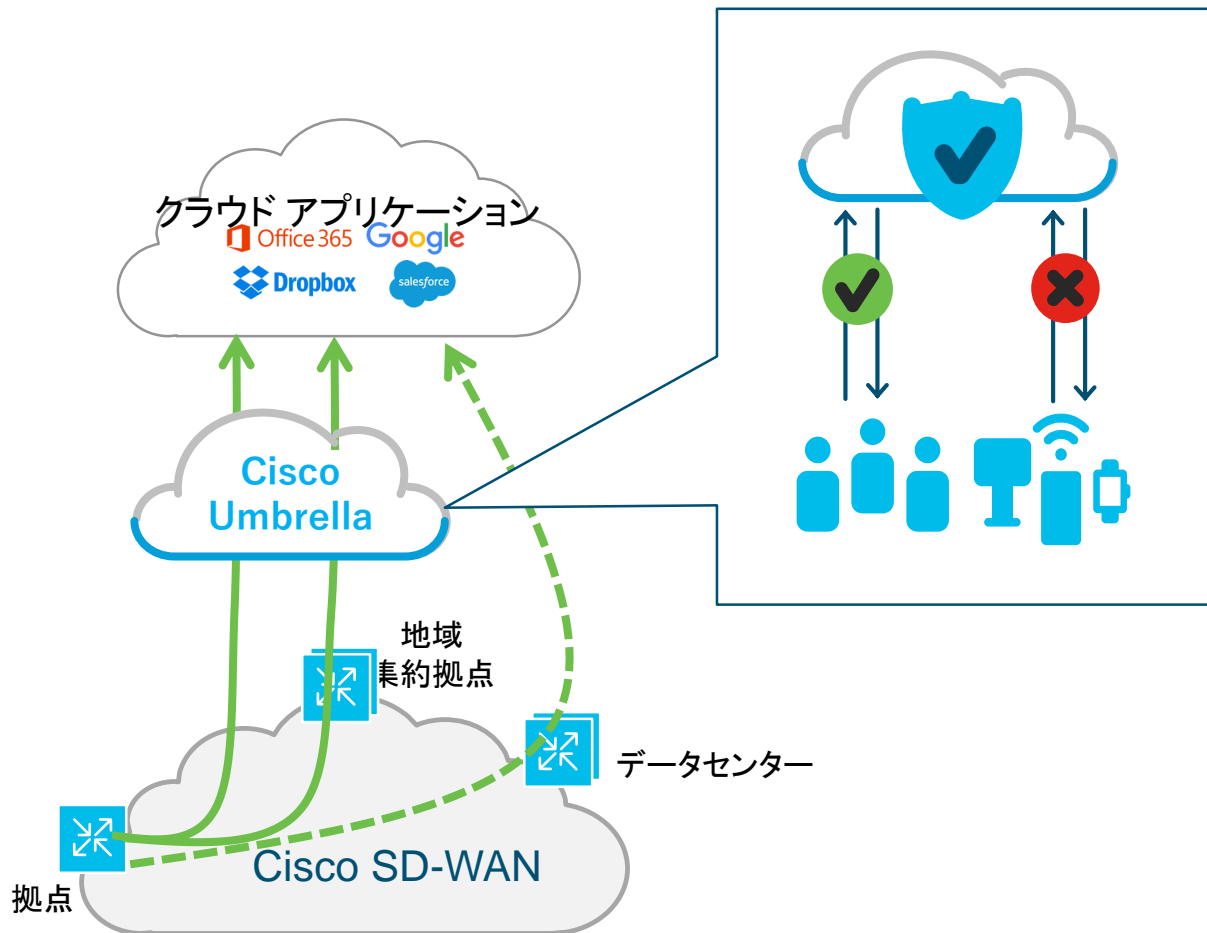 クラウド アプリケーション
Office 365 Google
Dropbox salesforce
Cisco
Umbrella
地域
集約拠点
データセンター
Cisco SD-WAN
拠点